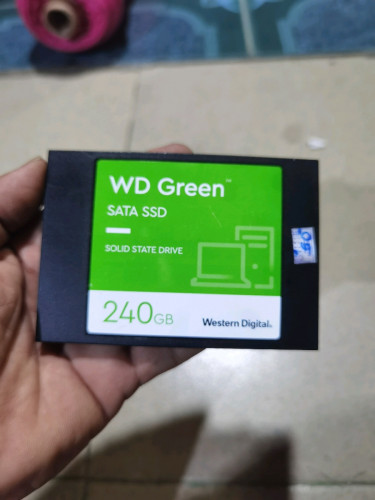 WD Green™
SATA SSD
SOLID STATE DRIVE
240GB
Western Digital.